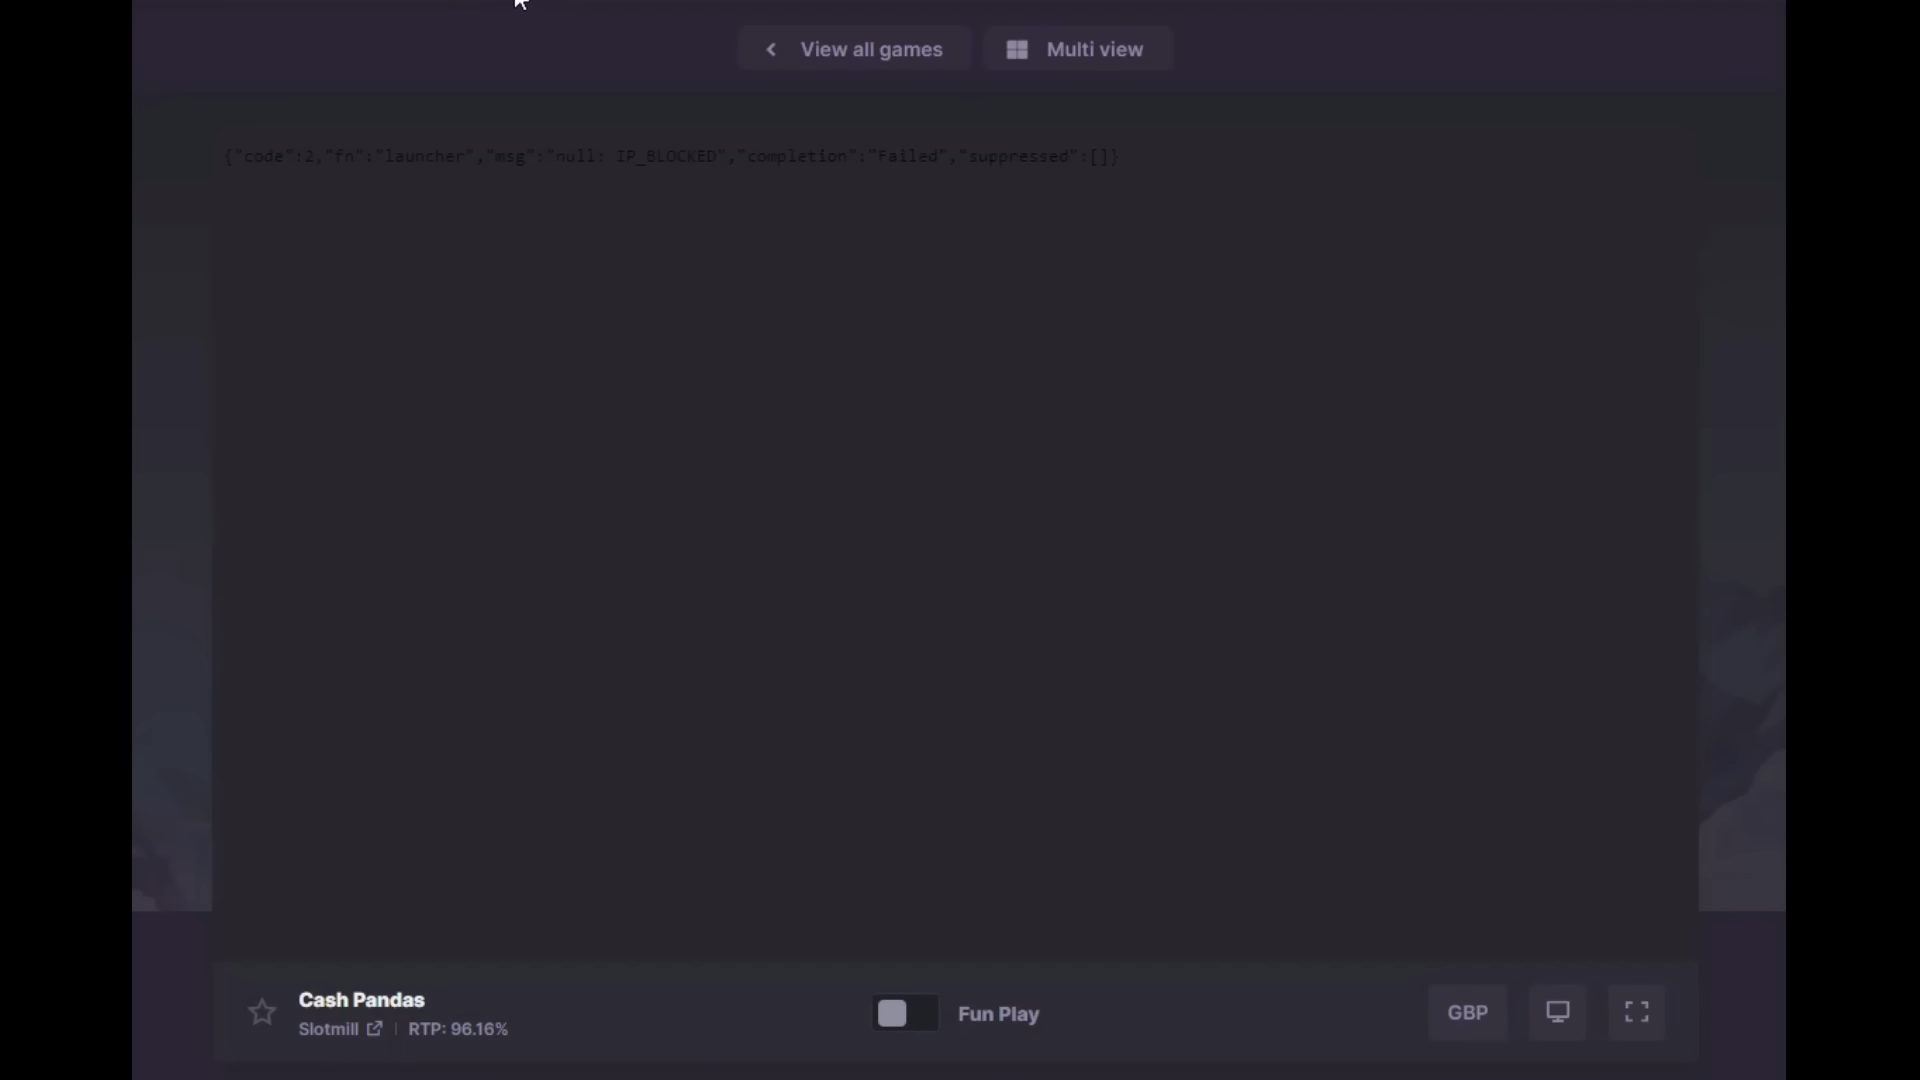 View all games
Multi view
{"code":2,"fn":"launcher","msg":"null: IP_BLOCKED","completion":"Failed","suppressed":[]}
Cash Pandas
Slotmill | RTP: 96.16%
Fun Play
GBP